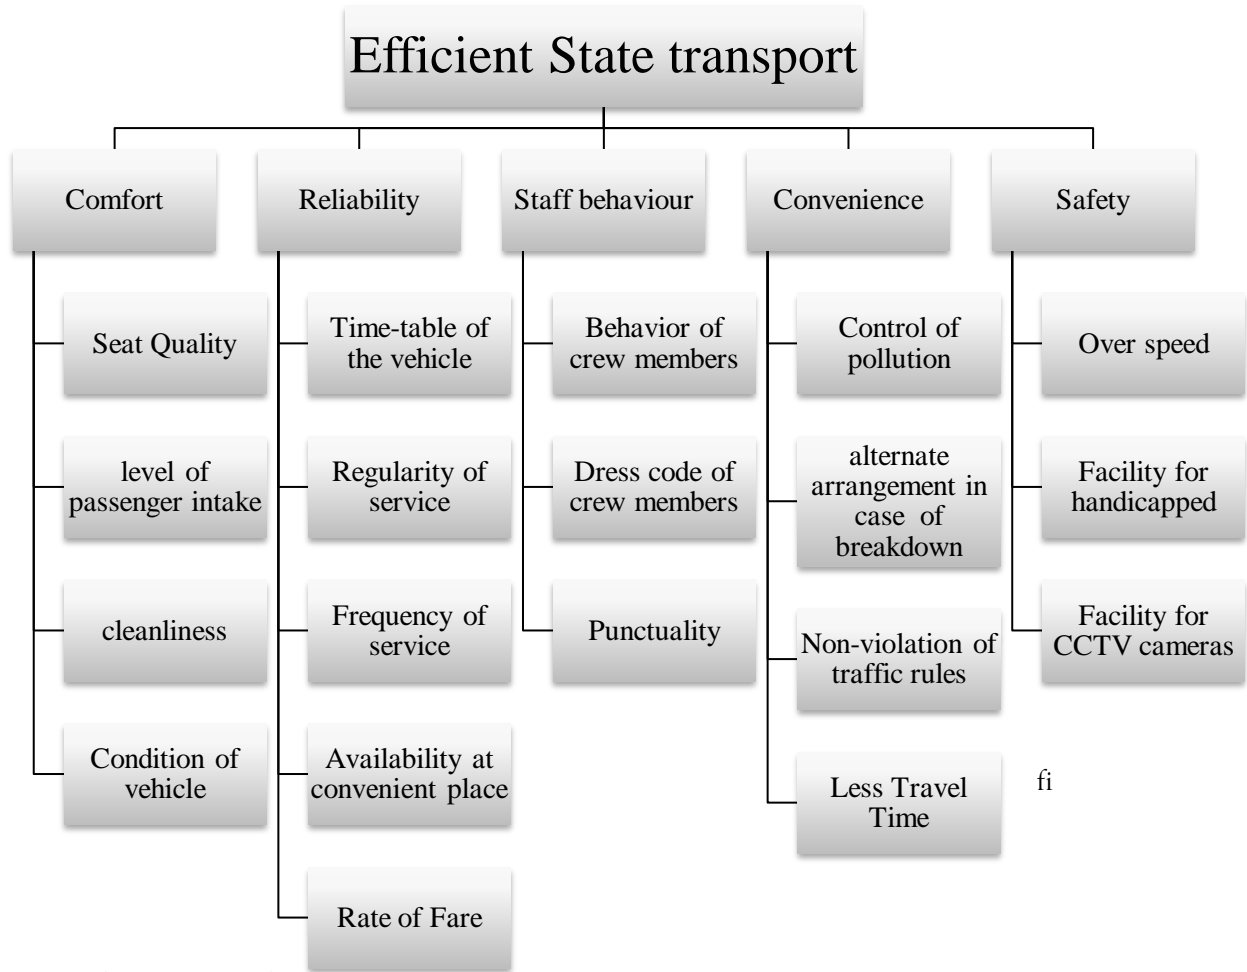 Efficient State transport
Comfort
Reliability
Staff behaviour
Convenience
Safety
Seat Quality
level of
passenger intake
cleanliness
Condition of
vehicle
Time-table of
the vehicle
Regularity of
service
Frequency of
service
Availability at
convenient place
Rate of Fare
Behavior of
crew members
Dress code of
crew members
Punctuality
Control of
pollution
alternate
arrangement in
case of
breakdown
Non-violation of
traffic rules
Less Travel
Time
Over speed
Facility for
handicapped
Facility for
CCTV cameras
fi